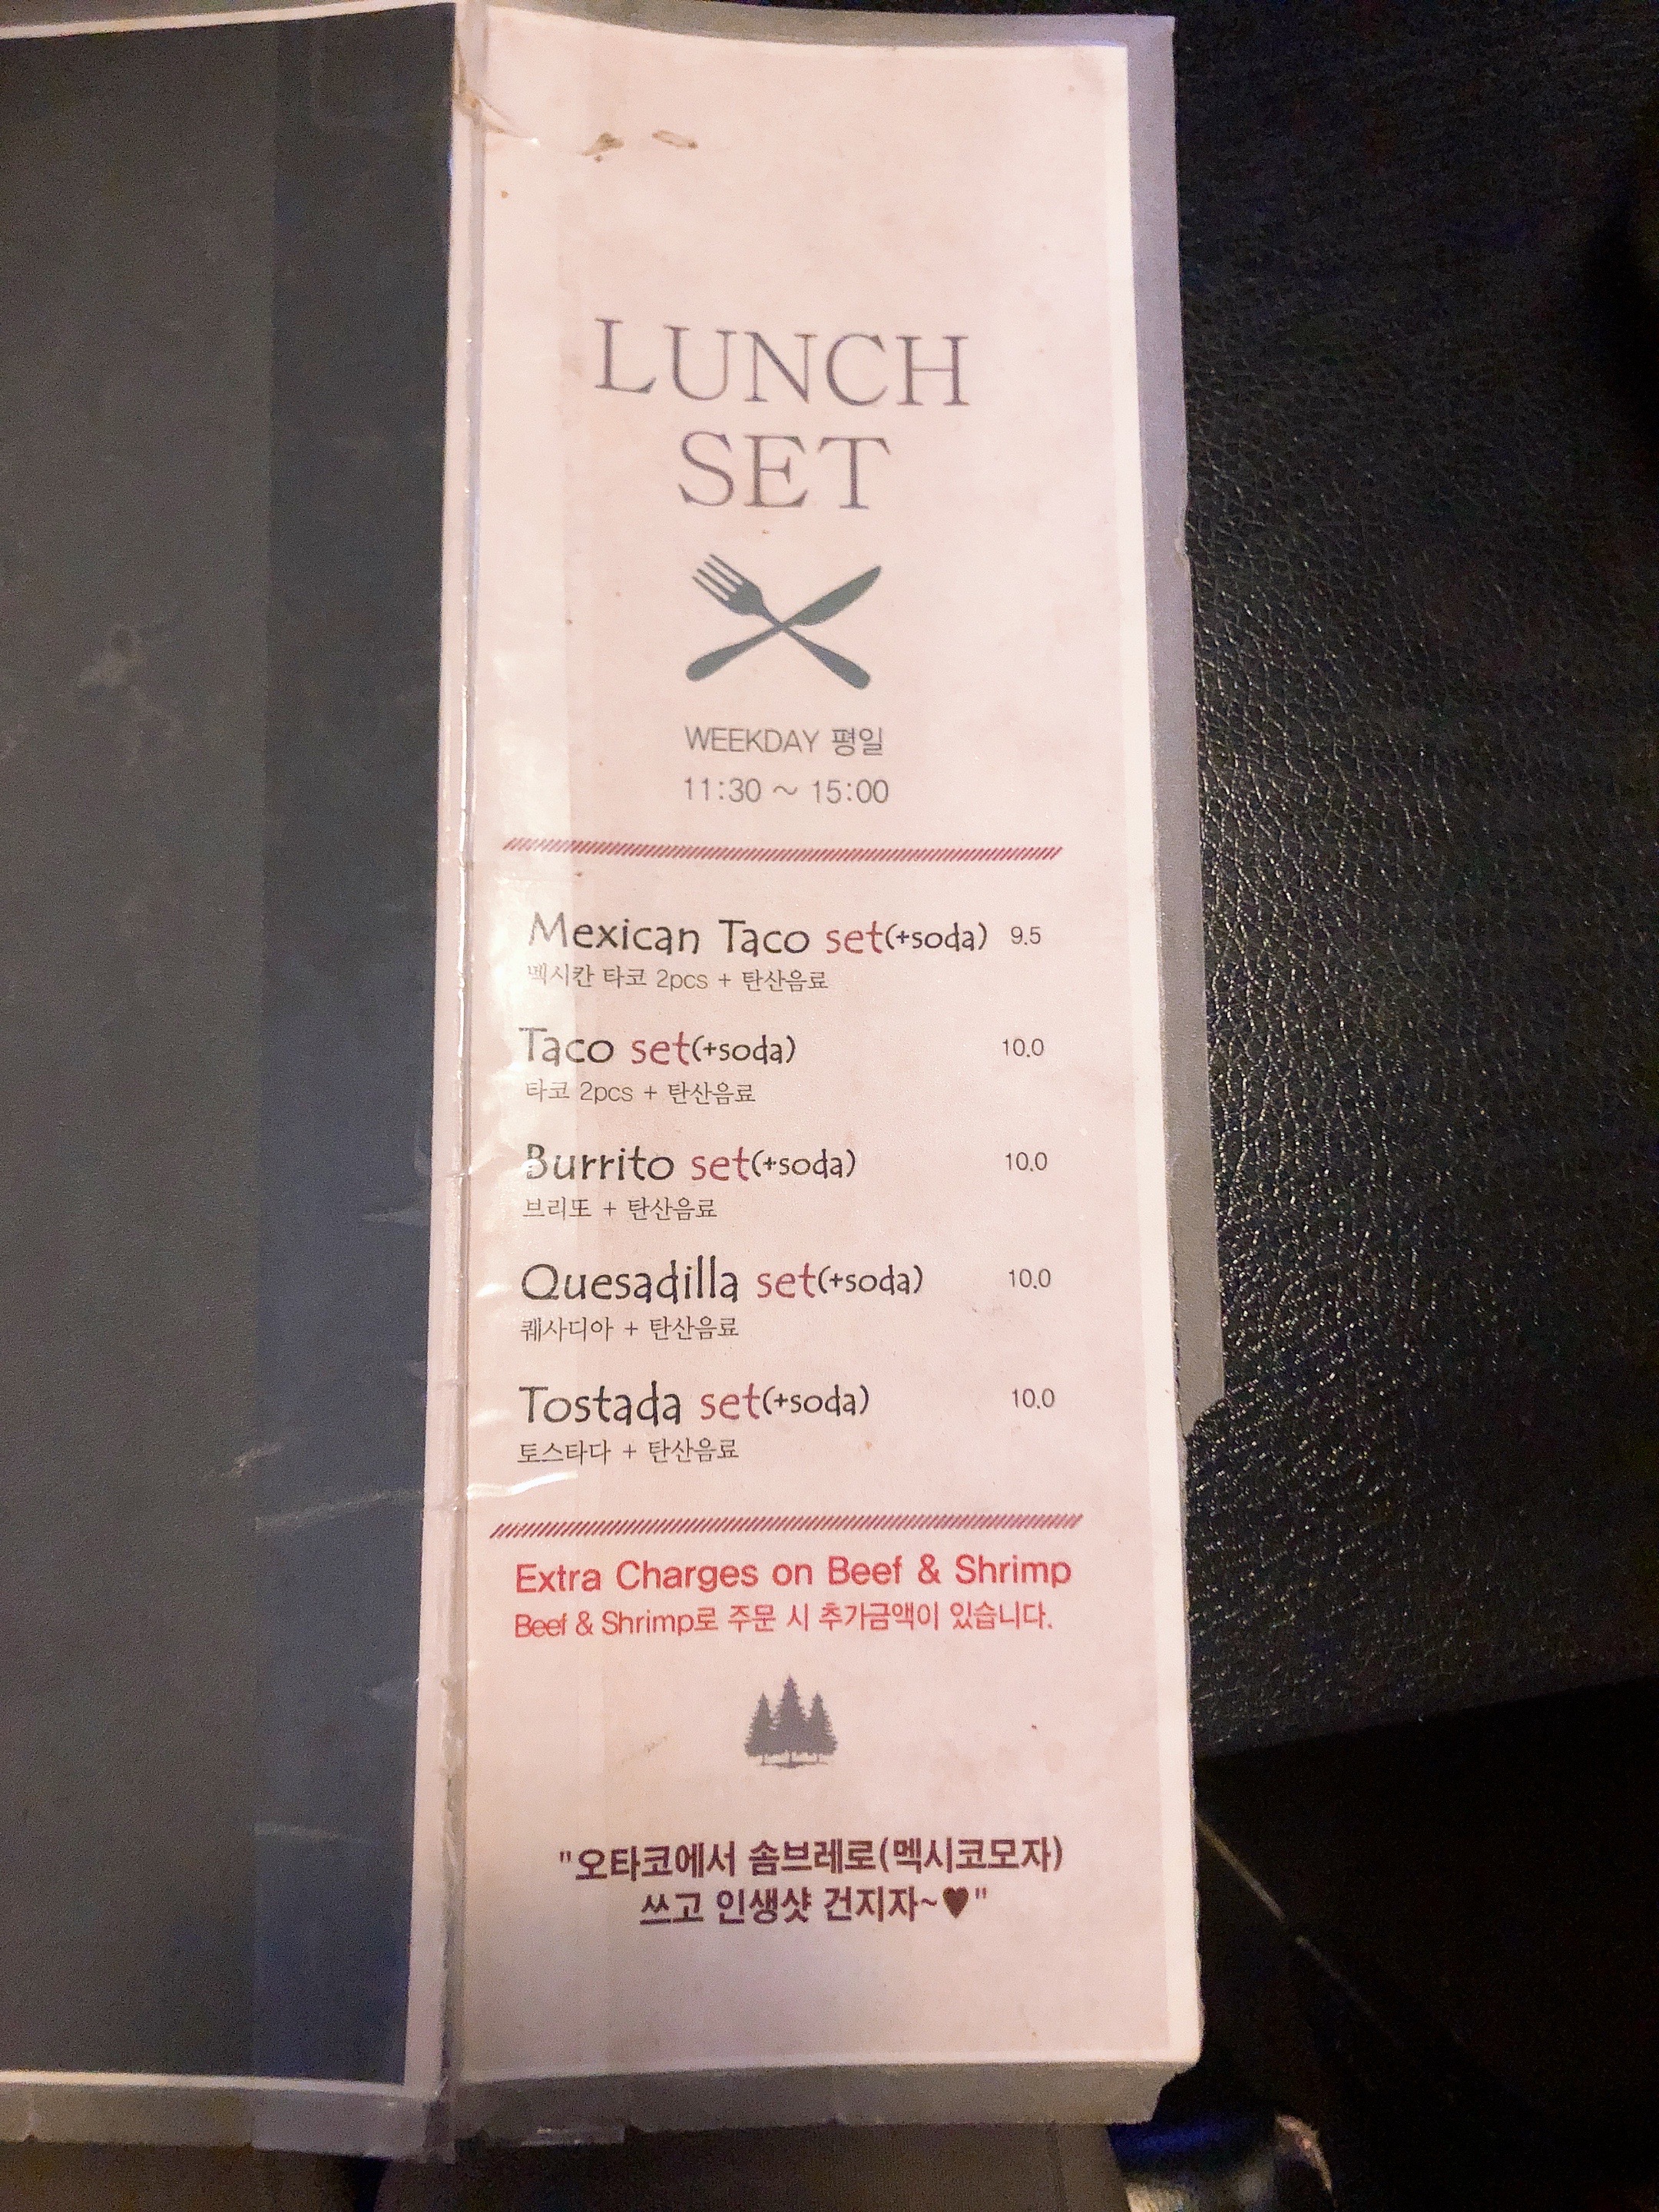 LUNCH
SET
WEEKDAY 평일
11:30 ~ 15:00
Mexican Taco set(+soda) 9.5
멕시칸 타코 2pcs + 탄산음료
Taco set(+soda) 10.0
타코 2pcs + 탄산음료
Burrito set(+soda) 10.0
브리또 + 탄산음료
Quesadilla set(+soda) 10.0
퀘사디아 + 탄산음료
Tostada set(+soda) 10.0
토스타다 + 탄산음료
Extra Charges on Beef & Shrimp
Beef & Shrimp로 주문 시 추가금액이 있습니다.
"오타코에서 솜브레로(멕시코모자)
쓰고 인생샷 건지자~♥"